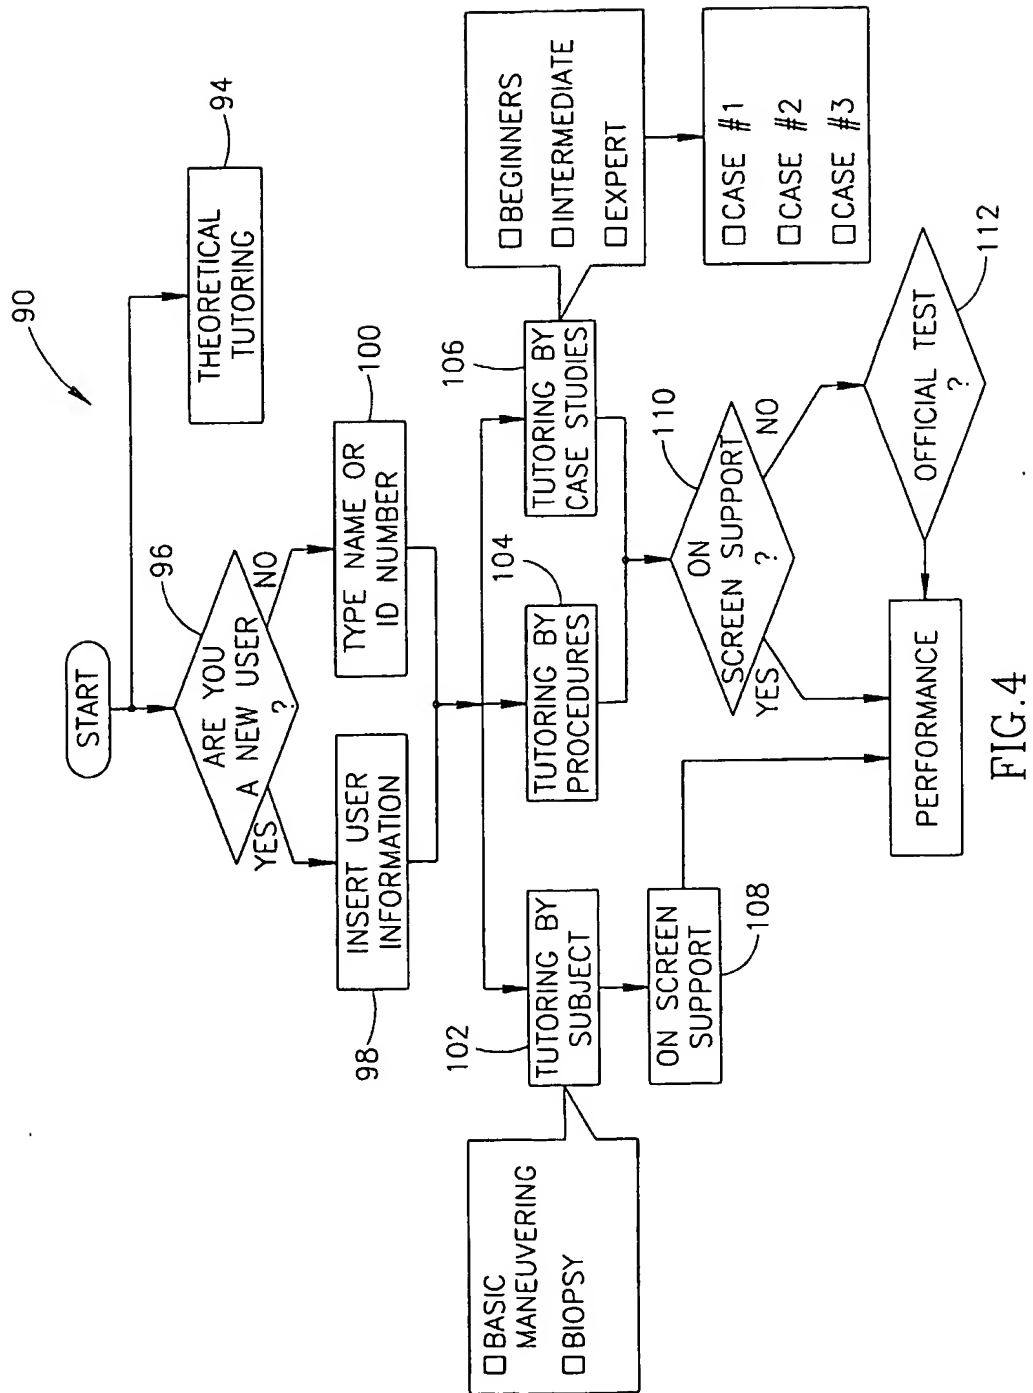 90
START
94
THEORETICAL
TUTORING
96
ARE YOU
A NEW USER
?
YES
NO
98
INSERT USER
INFORMATION
100
TYPE NAME OR
ID NUMBER
□BASIC
MANEUVERING
□BIOPSY
102
TUTORING BY
SUBJECT
104
TUTORING BY
PROCEDURES
106
TUTORING BY
CASE STUDIES
□BEGINNERS
□INTERMEDIATE
□EXPERT
□CASE #1
□CASE #2
□CASE #3
ON SCREEN
SUPPORT
108
110
ON
SCREEN SUPPORT
?
YES
NO
112
OFFICIAL TEST
?
PERFORMANCE
FIG.4